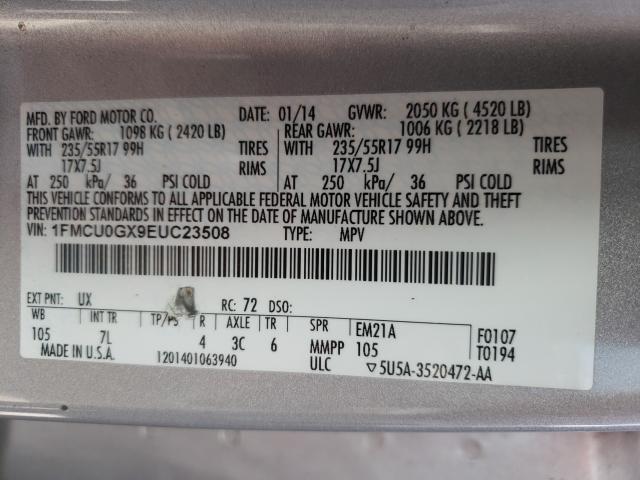 MFD. BY FORD MOTOR CO. DATE: 01/14 GVWR: 2050 KG ( 4520 LB)
FRONT GAWR: 1098 KG ( 2420 LB) REAR GAWR: 1006 KG ( 2218 LB)
WITH 235/55R17 99H TIRES WITH 235/55R17 99H TIRES
17X7.5J RIMS 17X7.5J RIMS
AT 250 kPa/ 36 PSI COLD AT 250 kPa/ 36 PSI COLD
THIS VEHICLE CONFORMS TO ALL APPLICABLE FEDERAL MOTOR VEHICLE SAFETY AND THEFT
PREVENTION STANDARDS IN EFFECT ON THE DATE OF MANUFACTURE SHOWN ABOVE.
VIN: 1FMCU0GX9EUC23508 TYPE: MPV
EXT PNT: UX RC: 72 DSO:
WB INT TR TP/PS R AXLE TR SPR EM21A F0107
105 7L 4 3C 6 MMPP 105 T0194
MADE IN U.S.A. 1201401063940 ULC ▽5U5A-3520472-AA